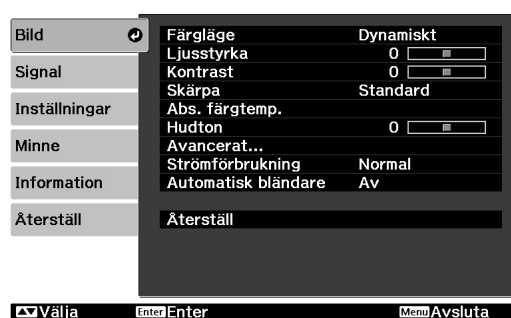 Bild
Signal
Inställningar
Minne
Information
Återställ
Färgläge Dynamiskt
Ljusstyrka 0
Kontrast 0
Skärpa Standard
Abs. färgtemp.
Hudton 0
Avancerat...
Strömförbrukning Normal
Automatisk bländare Av
Återställ
Välja Enter Enter Menu Avsluta